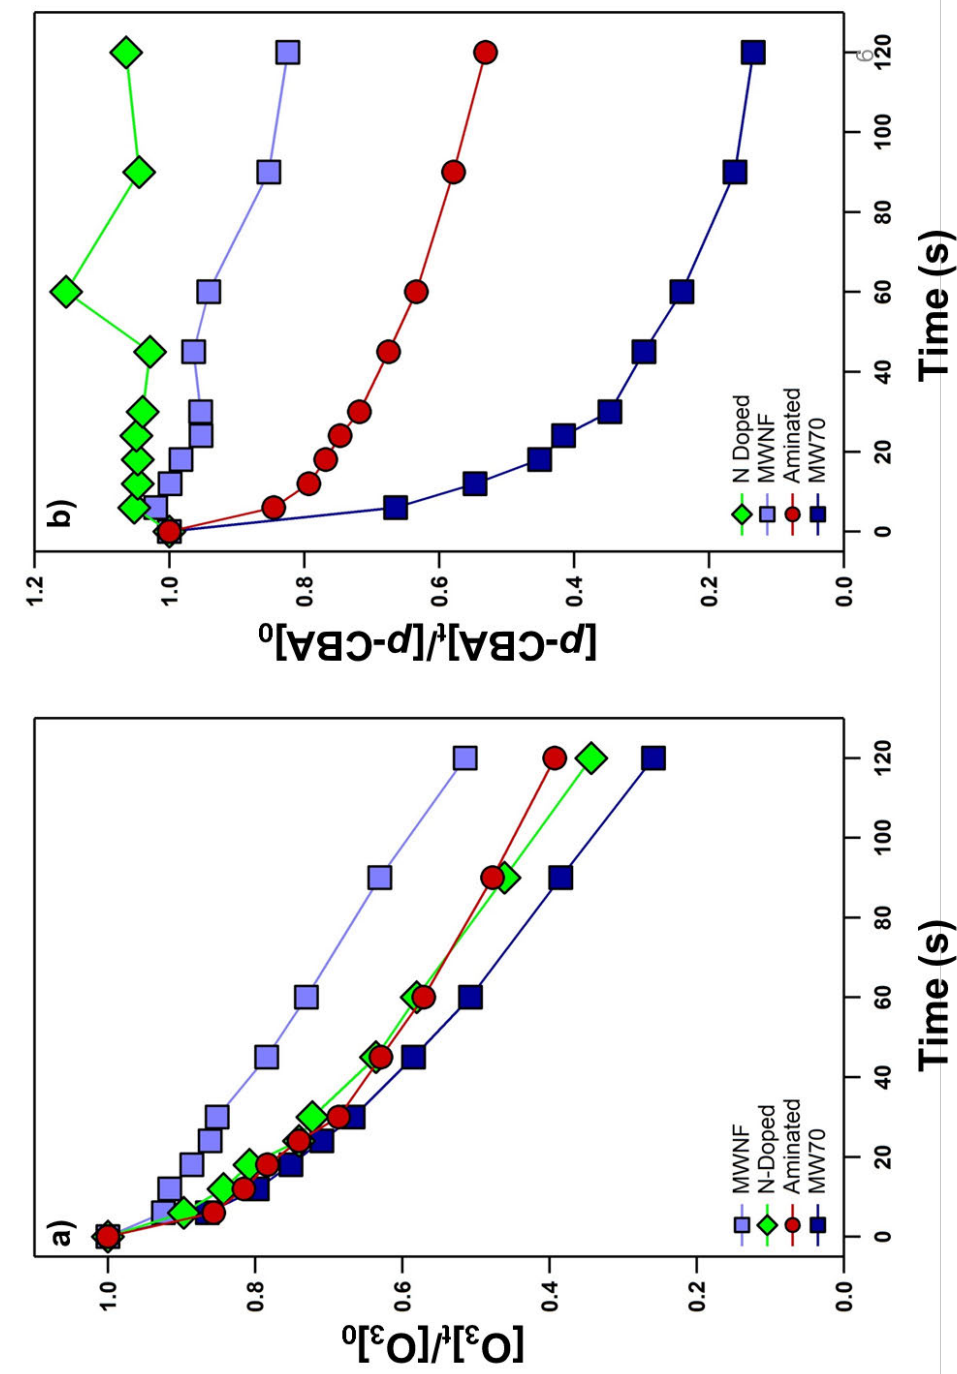 a)
[O3]t/[O3]0
1.0
0.8
0.6
0.4
0.2
0.0
0 20 40 60 80 100 120
Time (s)
MWNF
N-Doped
Aminated
MW70
b)
[p-CBA]t/[p-CBA]0
1.2
1.0
0.8
0.6
0.4
0.2
0.0
0 20 40 60 80 100 120
Time (s)
N Doped
MWNF
Aminated
MW70
9